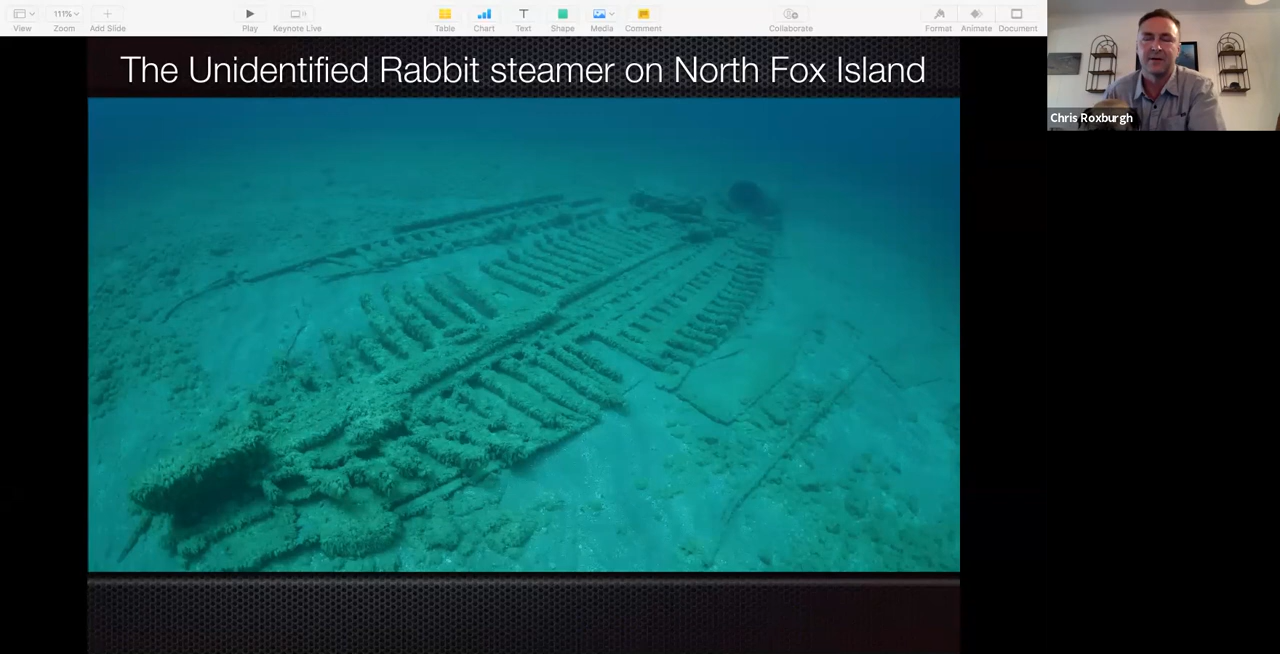 View
Zoom
111%
Add Slide
Play
Keynote Live
Table
Chart
Text
Shape
Media
Comment
Collaborate
Format
Animate
Document
The Unidentified Rabbit steamer on North Fox Island
Chris Roxburgh